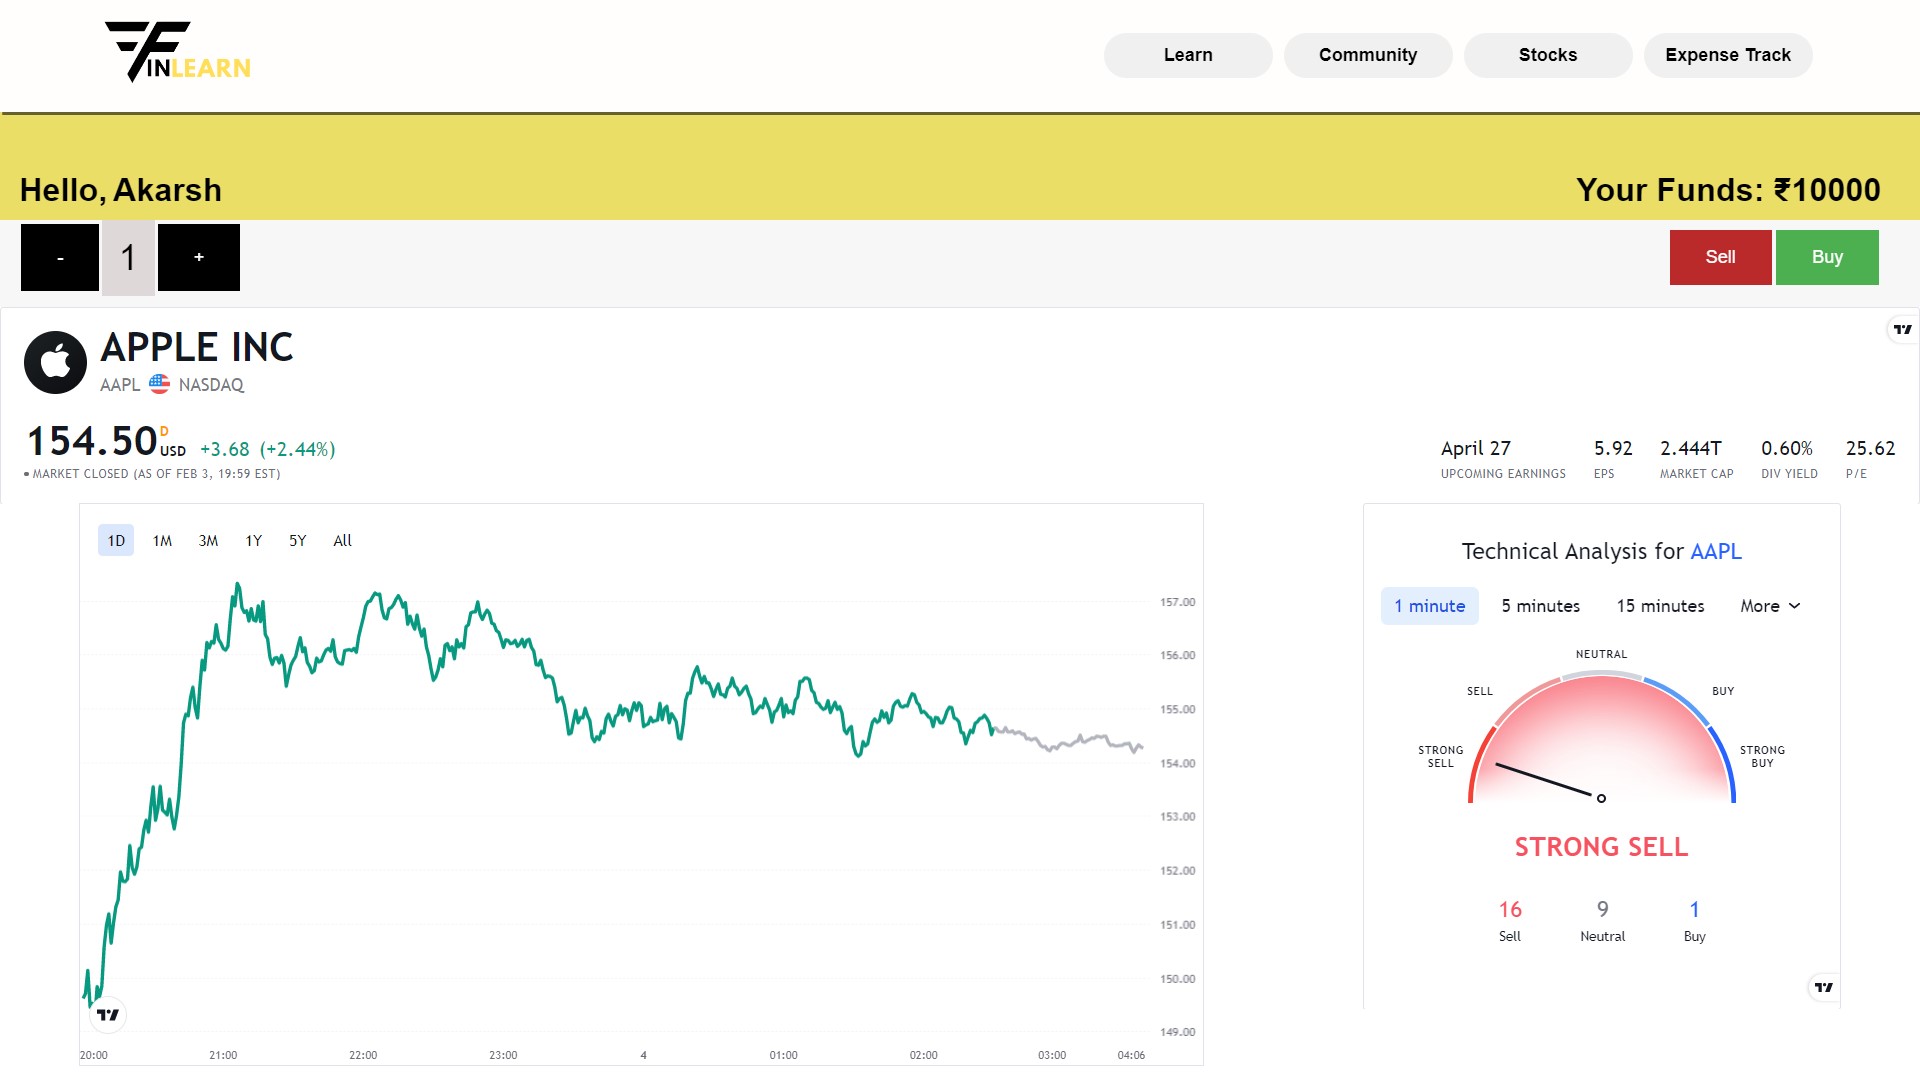 FINLEARN
Learn Community Stocks Expense Track
Hello, Akarsh Your Funds: ₹10000
- 1 + Sell Buy
APPLE INC
AAPL NASDAQ
154.50 D USD +3.68 (+2.44%)
MARKET CLOSED (AS OF FEB 3, 19:59 EST)
April 27 5.92 2.444T 0.60% 25.62
UPCOMING EARNINGS EPS MARKET CAP DIV YIELD P/E
1D 1M 3M 1Y 5Y All
157.00
156.00
155.00
154.00
153.00
152.00
151.00
150.00
149.00
20:00 21:00 22:00 23:00 4 01:00 02:00 03:00 04:06
Technical Analysis for AAPL
1 minute 5 minutes 15 minutes More
NEUTRAL
SELL BUY
STRONG SELL STRONG BUY
STRONG SELL
16 9 1
Sell Neutral Buy